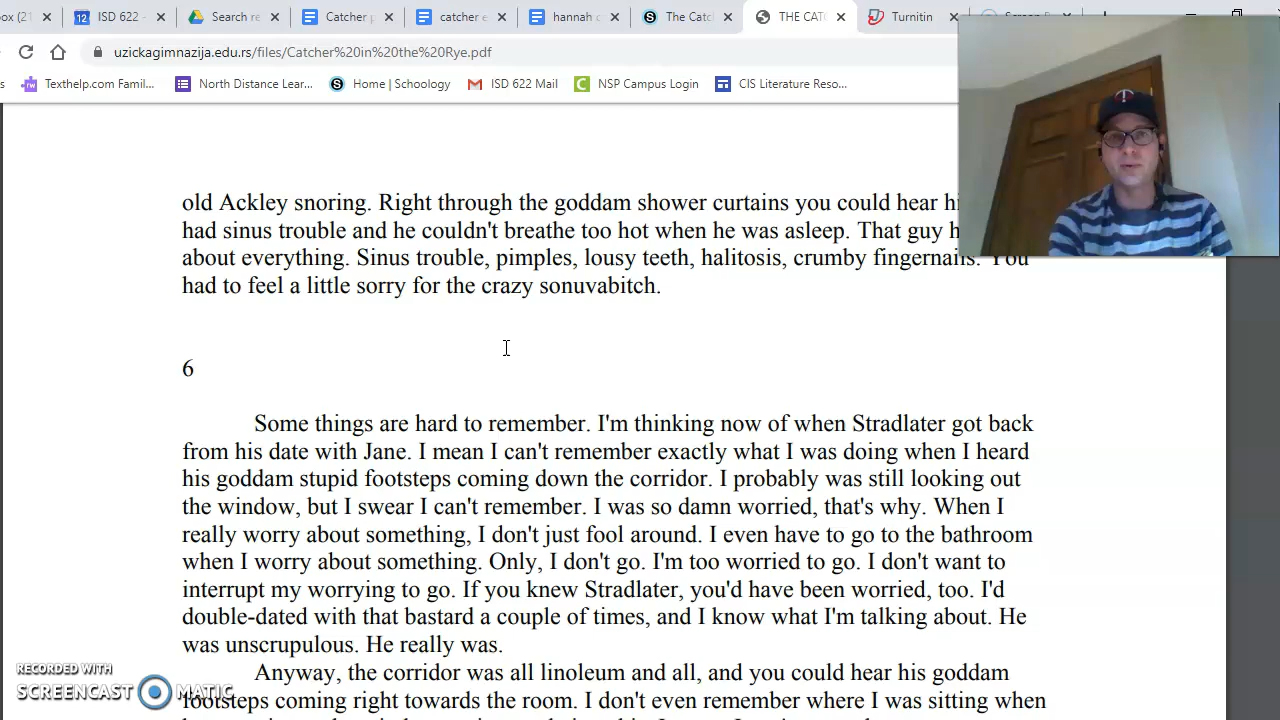 ox (21
12 ISD 622 -
Search re
Catcher p
catcher e
hannah c
The Catc
THE CATC
Turnitin
uzickagimnazija.edu.rs/files/Catcher%20in%20the%20Rye.pdf
s
rw Texthelp.com Famil...
North Distance Lear...
Home | Schoology
ISD 622 Mail
NSP Campus Login
CIS Literature Reso...
old Ackley snoring. Right through the goddam shower curtains you could hear hi
had sinus trouble and he couldn't breathe too hot when he was asleep. That guy h
about everything. Sinus trouble, pimples, lousy teeth, halitosis, crumby fingernails. You
had to feel a little sorry for the crazy sonuvabitch.
6
Some things are hard to remember. I'm thinking now of when Stradlater got back
from his date with Jane. I mean I can't remember exactly what I was doing when I heard
his goddam stupid footsteps coming down the corridor. I probably was still looking out
the window, but I swear I can't remember. I was so damn worried, that's why. When I
really worry about something, I don't just fool around. I even have to go to the bathroom
when I worry about something. Only, I don't go. I'm too worried to go. I don't want to
interrupt my worrying to go. If you knew Stradlater, you'd have been worried, too. I'd
double-dated with that bastard a couple of times, and I know what I'm talking about. He
was unscrupulous. He really was.
Anyway, the corridor was all linoleum and all, and you could hear his goddam
footsteps coming right towards the room. I don't even remember where I was sitting when
RECORDED WITH
SCREENCAST MATIC